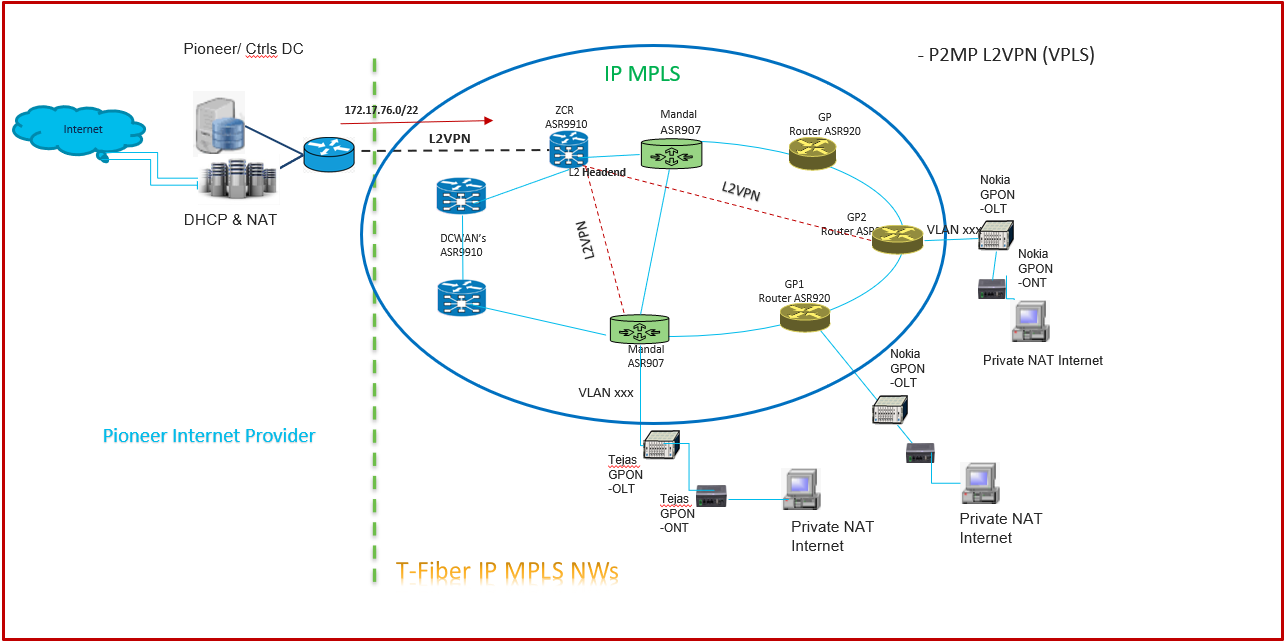 Pioneer/ Ctrls DC
- P2MP L2VPN (VPLS)
IP MPLS
172.17.76.0/22
ZCR
ASR9910
Mandal
ASR907
GP
Router ASR920
Internet
L2VPN
L2 Headend
L2VPN
Nokia
GPON
-OLT
DHCP & NAT
GP2
Router
VLAN xxx
DCWAN's
ASR9910
L2VPN
Nokia
GPON
-ONT
GP1
Router ASR920
Private NAT Internet
Mandal
ASR907
Nokia
GPON
-OLT
VLAN xxx
Pioneer Internet Provider
Tejas
GPON
-OLT
Tejas
GPON
-ONT
Private NAT
Internet
Private NAT
Internet
T-Fiber IP MPLS NWs